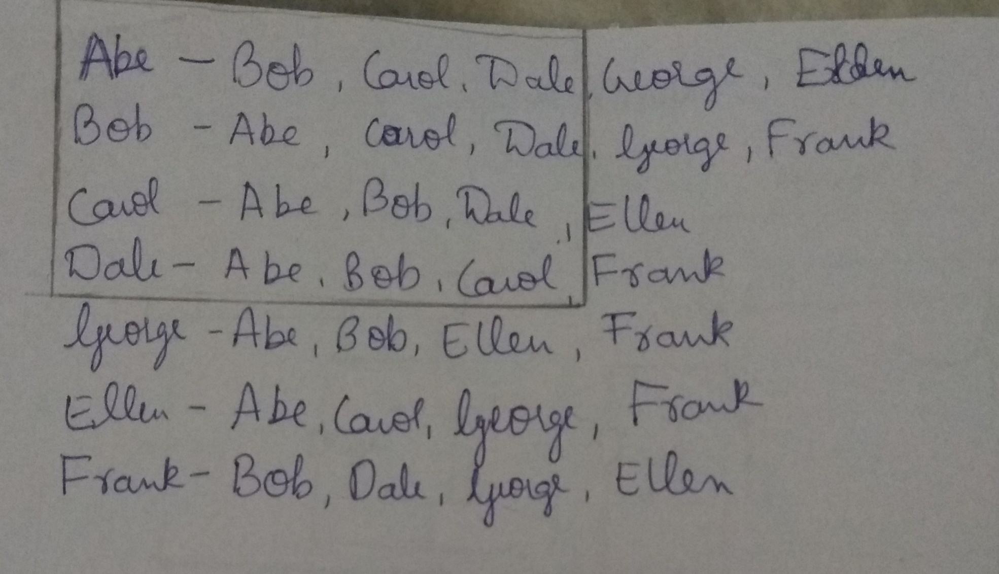 Abe - Bob, Carol, Dale, George, Ellen
Bob - Abe, Carol, Dale, George, Frank
Carol - Abe, Bob, Dale, Ellen
Dale - Abe, Bob, Carol, Frank
George - Abe, Bob, Ellen, Frank
Ellen - Abe, Carol, George, Frank
Frank - Bob, Dale, George, Ellen